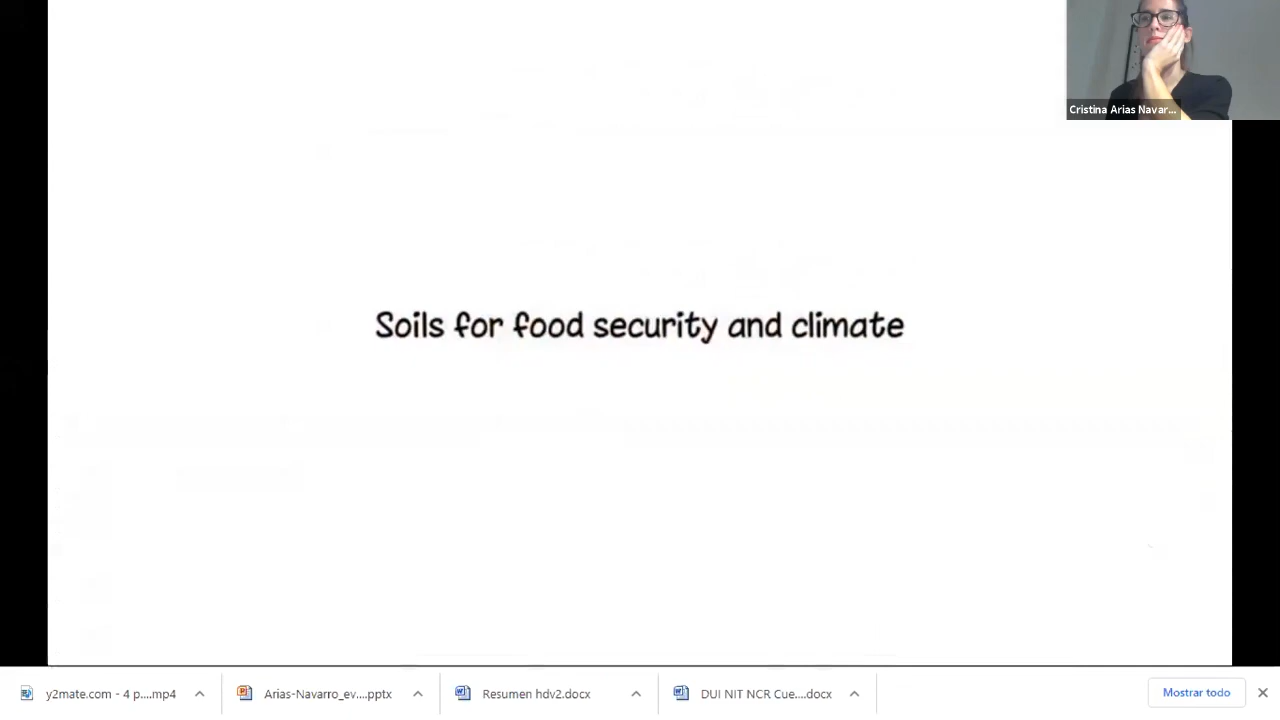 Cristina Arias Navar...
Soils for food security and climate
y2mate.com - 4 p....mp4
Arias-Navarro_ev....pptx
Resumen hdv2.docx
DUI NIT NCR Cue....docx
Mostrar todo